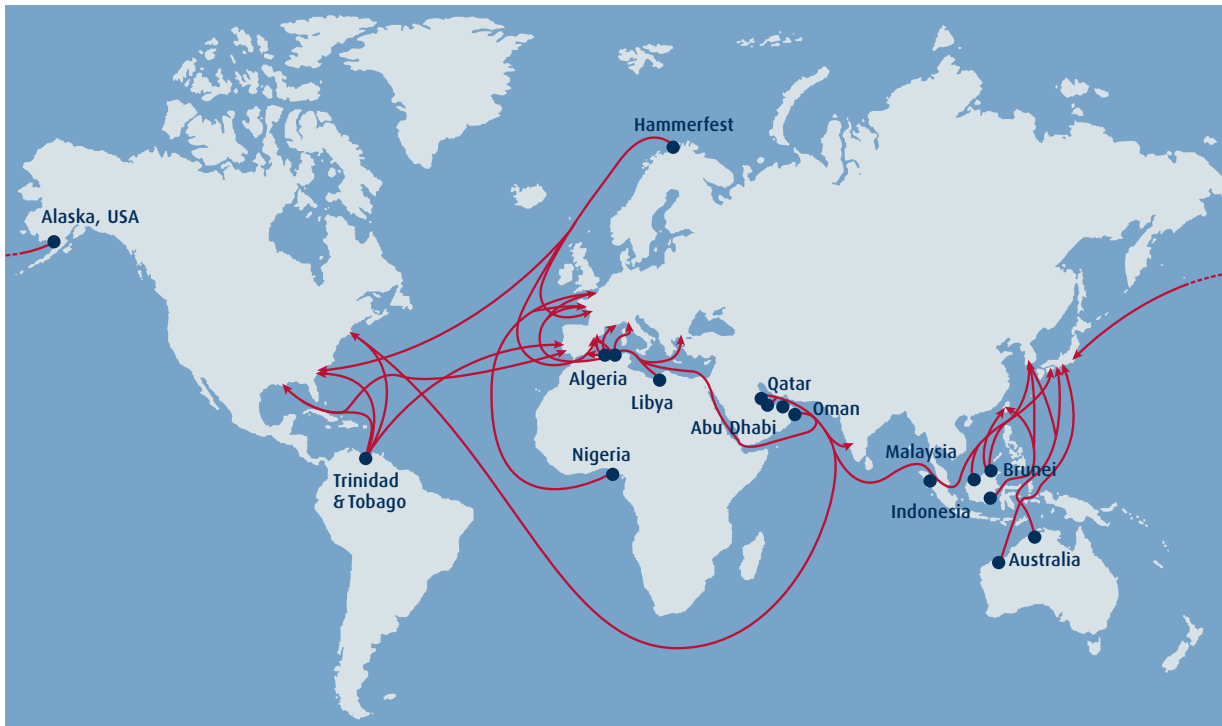 Hammerfest
Alaska, USA
Algeria
Libya
Qatar
Abu Dhabi
Oman
Nigeria
Malaysia
Brunei
Trinidad
& Tobago
Indonesia
Australia